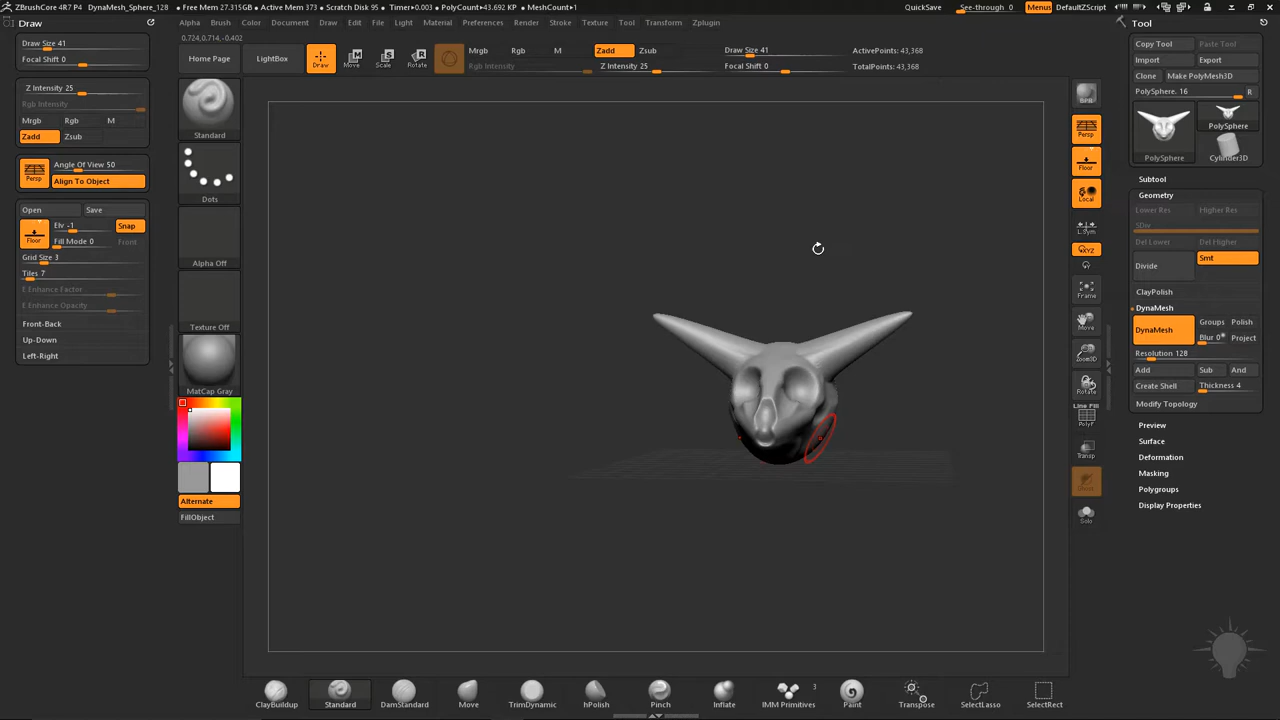 ZBrushCore 4R7 P4 DynaMesh_Sphere_128 • Free Mem 27.315GB • Active Mem 373 • Scratch Disk 95 • Timer▸0.003 • PolyCount▸43.692 KP • MeshCount▸1 QuickSave See-through 0 Menus DefaultZScript
Draw
Alpha Brush Color Document Draw Edit File Light Macro Material Preferences Render Stroke Texture Tool Transform Zplugin
Tool
0.724,0.714,-0.402
Draw Size 41
Focal Shift 0
Z Intensity 25
Rgb Intensity
Mrgb Rgb M
Zadd Zsub
Persp
Angle Of View 50
Align To Object
Open Save
Floor
Elv -1 Snap
Fill Mode 0 Front
Grid Size 3
Tiles 7
E Enhance Factor
E Enhance Opacity
Front-Back
Up-Down
Left-Right
Home Page LightBox
Draw Move Scale Rotate
Mrgb Rgb M
Rgb Intensity
Zadd Zsub
Z Intensity 25
Draw Size 41
Focal Shift 0
ActivePoints: 43,368
TotalPoints: 43,368
Standard
Dots
Alpha Off
Texture Off
MatCap Gray
Alternate
FillObject
BPR
Persp
Floor
Local
L.Sym
XYZ
Frame
Move
Zoom3D
Rotate
Line Fill
PolyF
Transp
Solo
Copy Tool Paste Tool
Import Export
Clone Make PolyMesh3D
PolySphere. 16 R
PolySphere
PolySphere
Cylinder3D
Subtool
Geometry
Lower Res Higher Res
SDiv
Del Lower Del Higher
Divide Smt
ClayPolish
DynaMesh
DynaMesh Groups Polish
Blur 0 Project
Resolution 128
Add Sub And
Create Shell Thickness 4
Modify Topology
Preview
Surface
Deformation
Masking
Polygroups
Display Properties
ClayBuildup Standard DamStandard Move TrimDynamic hPolish Pinch Inflate IMM Primitives 3 Paint Transpose SelectLasso SelectRect